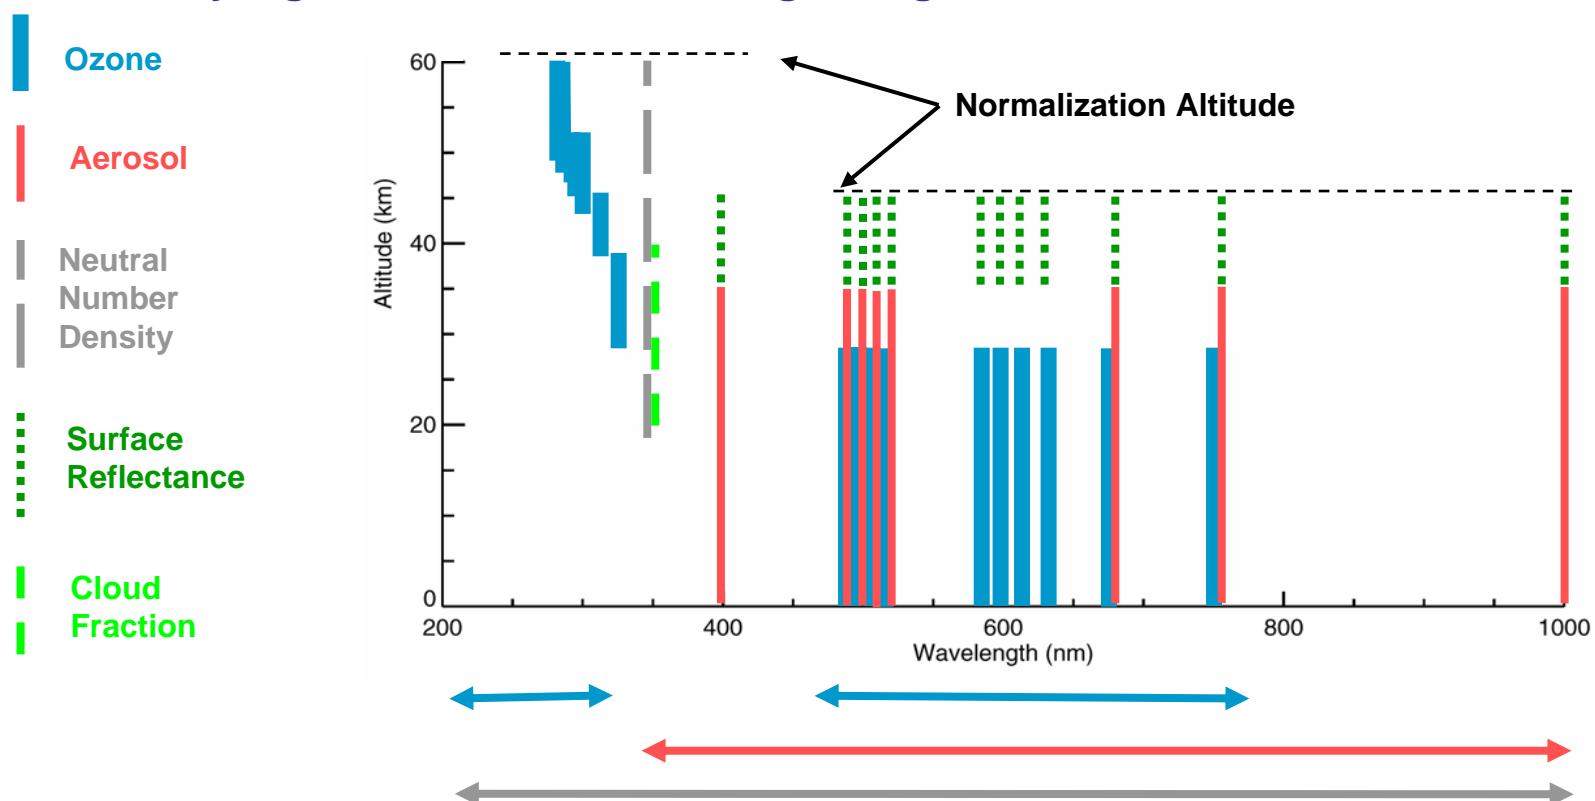 Ozone
Aerosol
Neutral
Number
Density
Surface
Reflectance
Cloud
Fraction
Normalization Altitude
Altitude (km)
60
40
20
0
200 400 600 800 1000
Wavelength (nm)